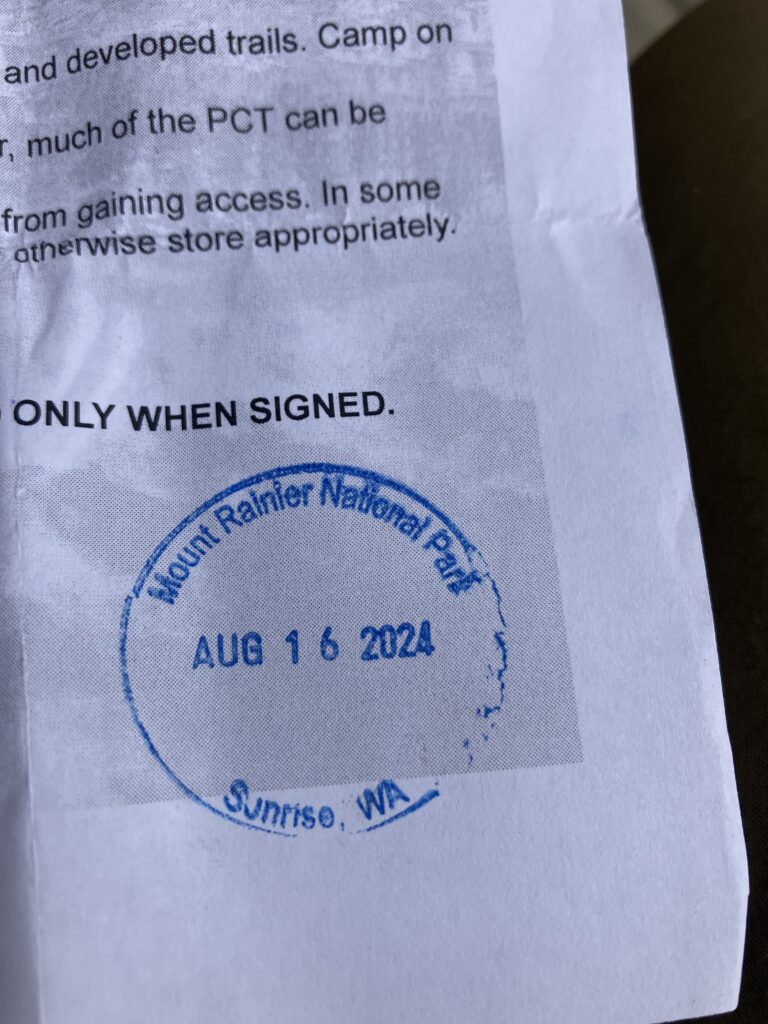 and developed trails. Camp on
r, much of the PCT can be
from gaining access. In some
otherwise store appropriately.
ONLY WHEN SIGNED.
Mount Rainier National Park
AUG 16 2024
Sunrise, WA